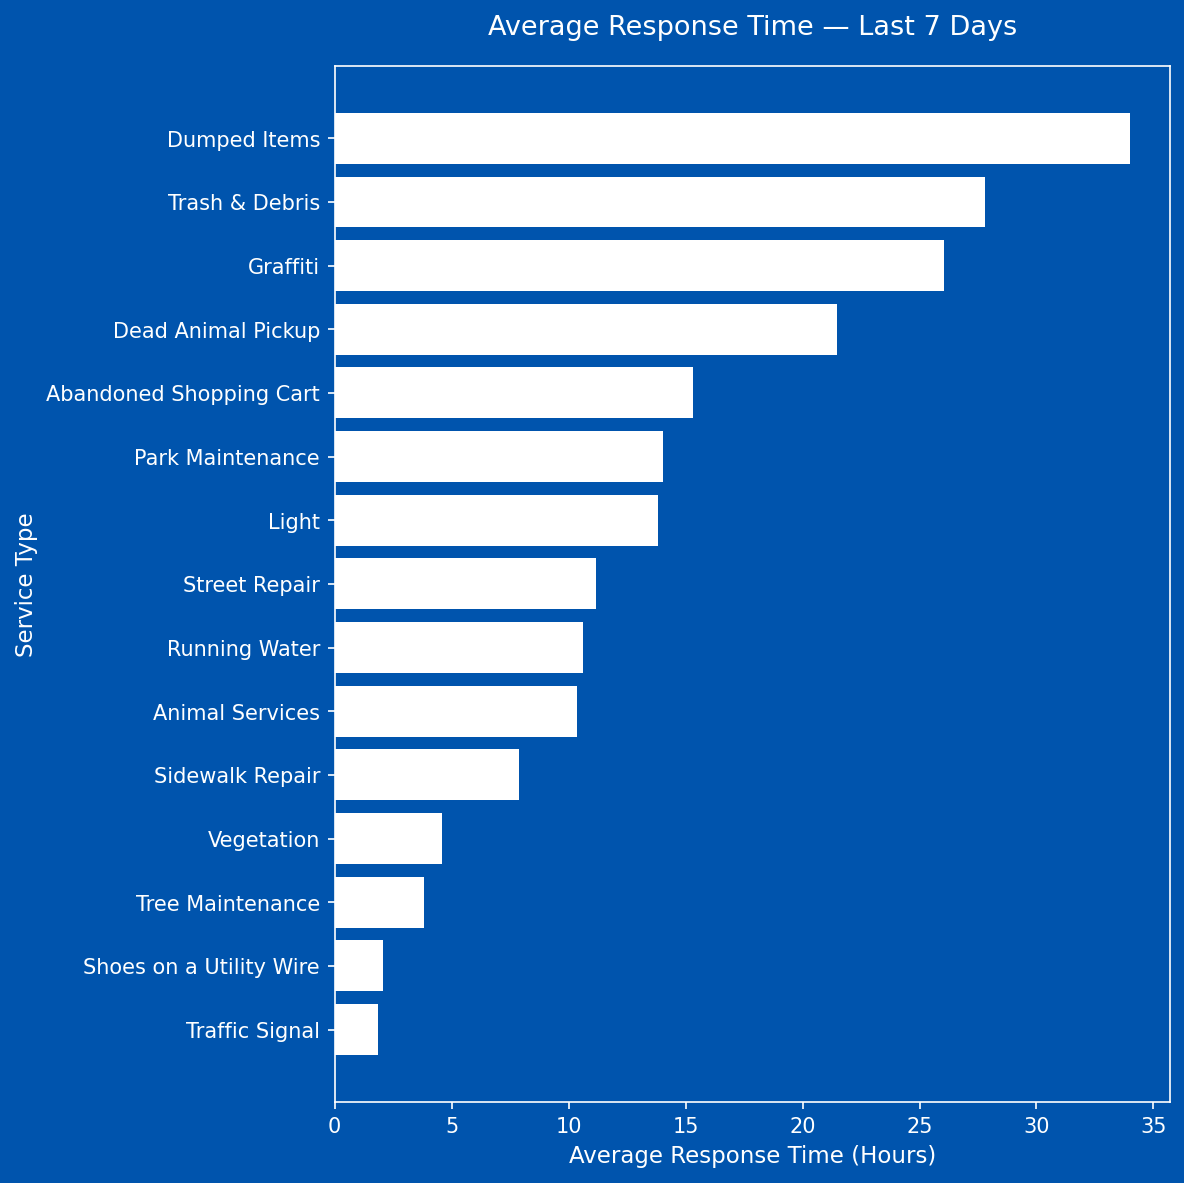 Average Response Time — Last 7 Days
Dumped Items
Trash & Debris
Graffiti
Dead Animal Pickup
Abandoned Shopping Cart
Park Maintenance
Light
Street Repair
Running Water
Animal Services
Sidewalk Repair
Vegetation
Tree Maintenance
Shoes on a Utility Wire
Traffic Signal
Service Type
0 5 10 15 20 25 30 35
Average Response Time (Hours)